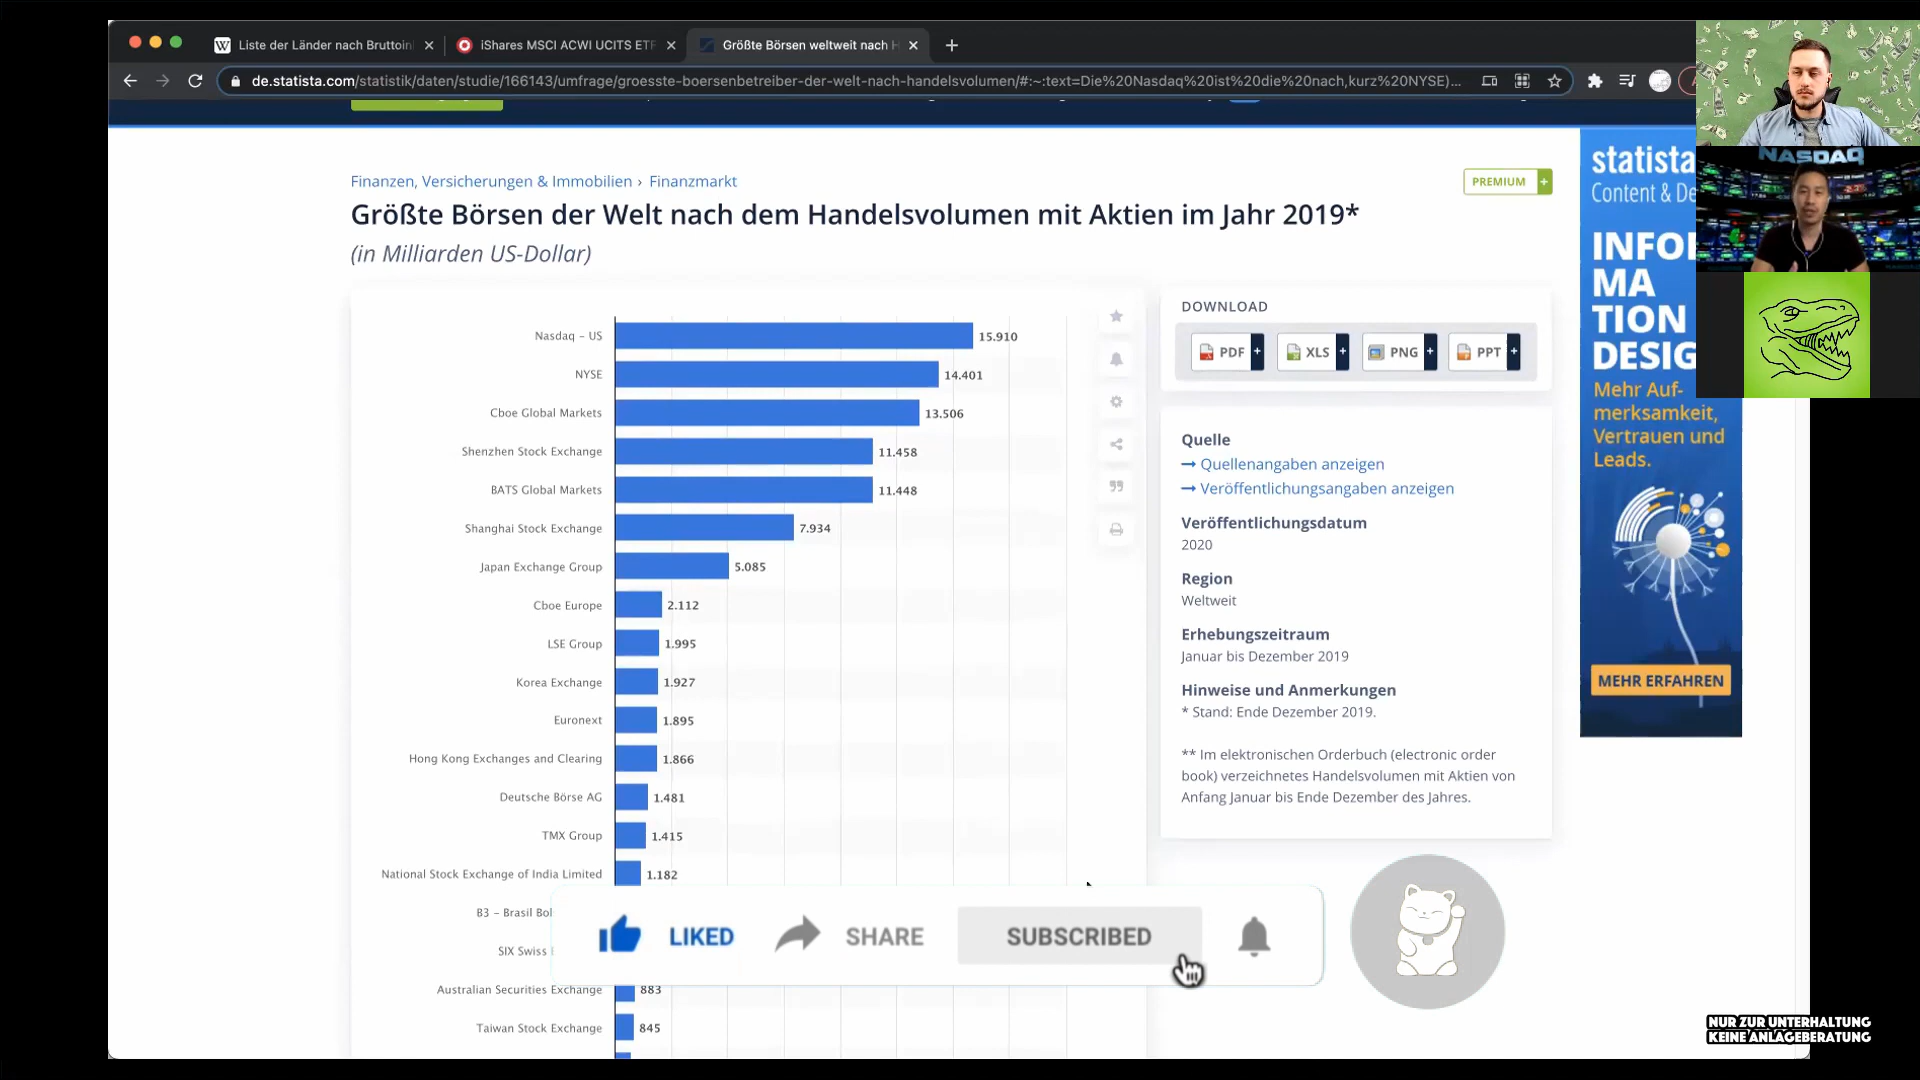 Liste der Länder nach Bruttoin
iShares MSCI ACWI UCITS ETF
Größte Börsen weltweit nach H
de.statista.com/statistik/daten/studie/166143/umfrage/groesste-boersenbetreiber-der-welt-nach-handelsvolumen/#:~:text=Die%20Nasdaq%20ist%20die%20nach,kurz%20NYSE)...
Finanzen, Versicherungen & Immobilien › Finanzmarkt
PREMIUM +
Größte Börsen der Welt nach dem Handelsvolumen mit Aktien im Jahr 2019*
(in Milliarden US-Dollar)
Nasdaq – US 15.910
NYSE 14.401
Cboe Global Markets 13.506
Shenzhen Stock Exchange 11.458
BATS Global Markets 11.448
Shanghai Stock Exchange 7.934
Japan Exchange Group 5.085
Cboe Europe 2.112
LSE Group 1.995
Korea Exchange 1.927
Euronext 1.895
Hong Kong Exchanges and Clearing 1.866
Deutsche Börse AG 1.481
TMX Group 1.415
National Stock Exchange of India Limited 1.182
B3 – Brasil Bol
SIX Swiss
Australian Securities Exchange 883
Taiwan Stock Exchange 845
DOWNLOAD
PDF + XLS + PNG + PPT +
Quelle
→ Quellenangaben anzeigen
→ Veröffentlichungsangaben anzeigen
Veröffentlichungsdatum
2020
Region
Weltweit
Erhebungszeitraum
Januar bis Dezember 2019
Hinweise und Anmerkungen
* Stand: Ende Dezember 2019.
** Im elektronischen Orderbuch (electronic order
book) verzeichnetes Handelsvolumen mit Aktien von
Anfang Januar bis Ende Dezember des Jahres.
statista
Content & De
INFOR
MA
TION
DESIG
Mehr Auf-
merksamkeit,
Vertrauen und
Leads.
MEHR ERFAHREN
NASDAQ
LIKED
SHARE
SUBSCRIBED
NUR ZUR UNTERHALTUNG
KEINE ANLAGEBERATUNG